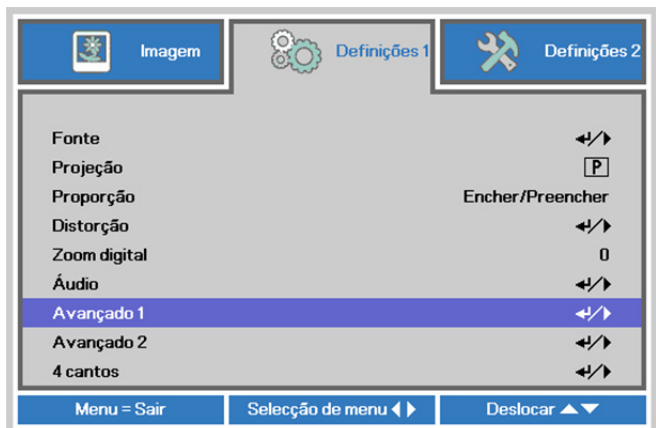 Imagem Definições 1 Definições 2
Fonte
Projeção P
Proporção Encher/Preencher
Distorção
Zoom digital 0
Áudio
Avançado 1
Avançado 2
4 cantos
Menu = Sair Selecção de menu Deslocar